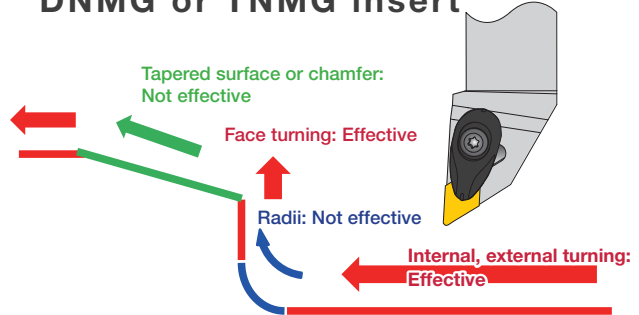 DNMG or TNMG insert
Tapered surface or chamfer:
Not effective
Face turning: Effective
Radii: Not effective
Internal, external turning:
Effective